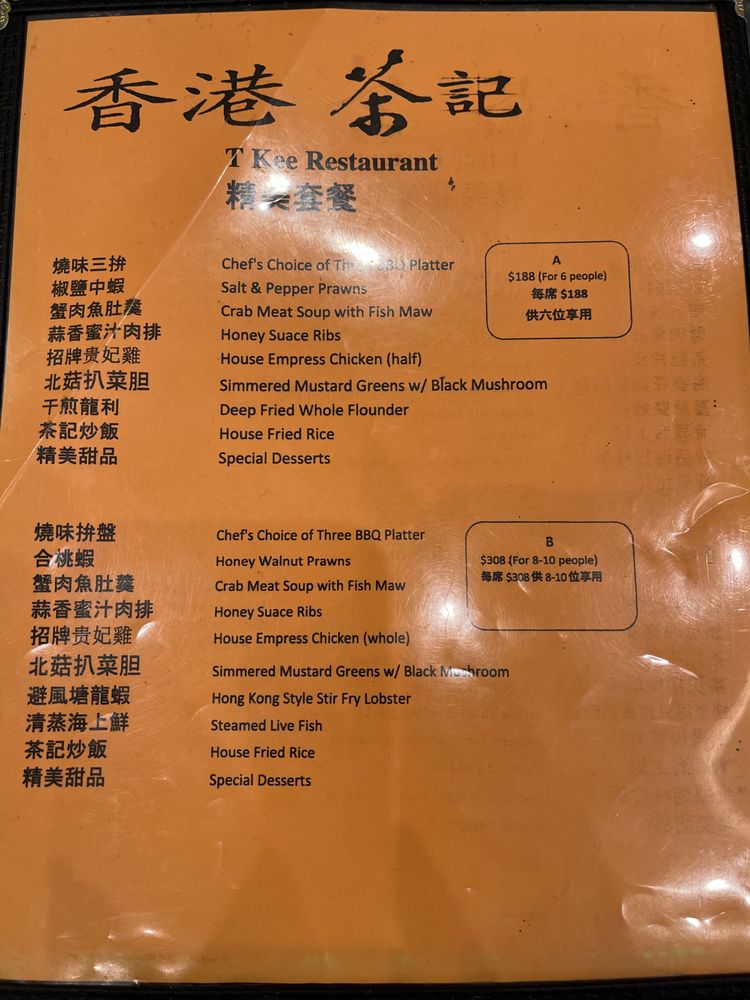 香港 茶記
T Kee Restaurant
精美套餐
燒味三拚 Chef's Choice of Three BBQ Platter
椒鹽中蝦 Salt & Pepper Prawns
蟹肉魚肚羹 Crab Meat Soup with Fish Maw
蒜香蜜汁肉排 Honey Suace Ribs
招牌贵妃雞 House Empress Chicken (half)
北菇扒菜胆 Simmered Mustard Greens w/ Black Mushroom
干煎龍利 Deep Fried Whole Flounder
茶記炒飯 House Fried Rice
精美甜品 Special Desserts
A
$188 (For 6 people)
每席 $188
供六位享用
燒味拚盤 Chef's Choice of Three BBQ Platter
合桃蝦 Honey Walnut Prawns
蟹肉魚肚羹 Crab Meat Soup with Fish Maw
蒜香蜜汁肉排 Honey Suace Ribs
招牌贵妃雞 House Empress Chicken (whole)
北菇扒菜胆 Simmered Mustard Greens w/ Black Mushroom
避風塘龍蝦 Hong Kong Style Stir Fry Lobster
清蒸海上鮮 Steamed Live Fish
茶記炒飯 House Fried Rice
精美甜品 Special Desserts
B
$308 (For 8-10 people)
每席 $308 供 8-10 位享用